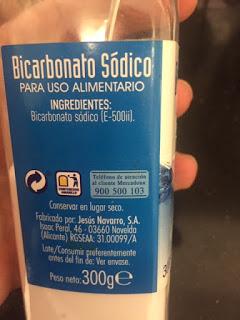 Bicarbonato Sódico
PARA USO ALIMENTARIO
INGREDIENTES:
Bicarbonato sódico (E-500ii).
Teléfono de atención
al cliente Mercadona
900 500 103
CONTENEDOR
AMARILLO
Conservar en lugar seco.
Fabricado por: Jesús Navarro, S.A.
Isaac Peral, 46 - 03660 Novelda
(Alicante) RGSEAA: 31.00099/A
Lote/Consumir preferentemente
antes del fin de: Ver envase.
Peso neto: 300g℮